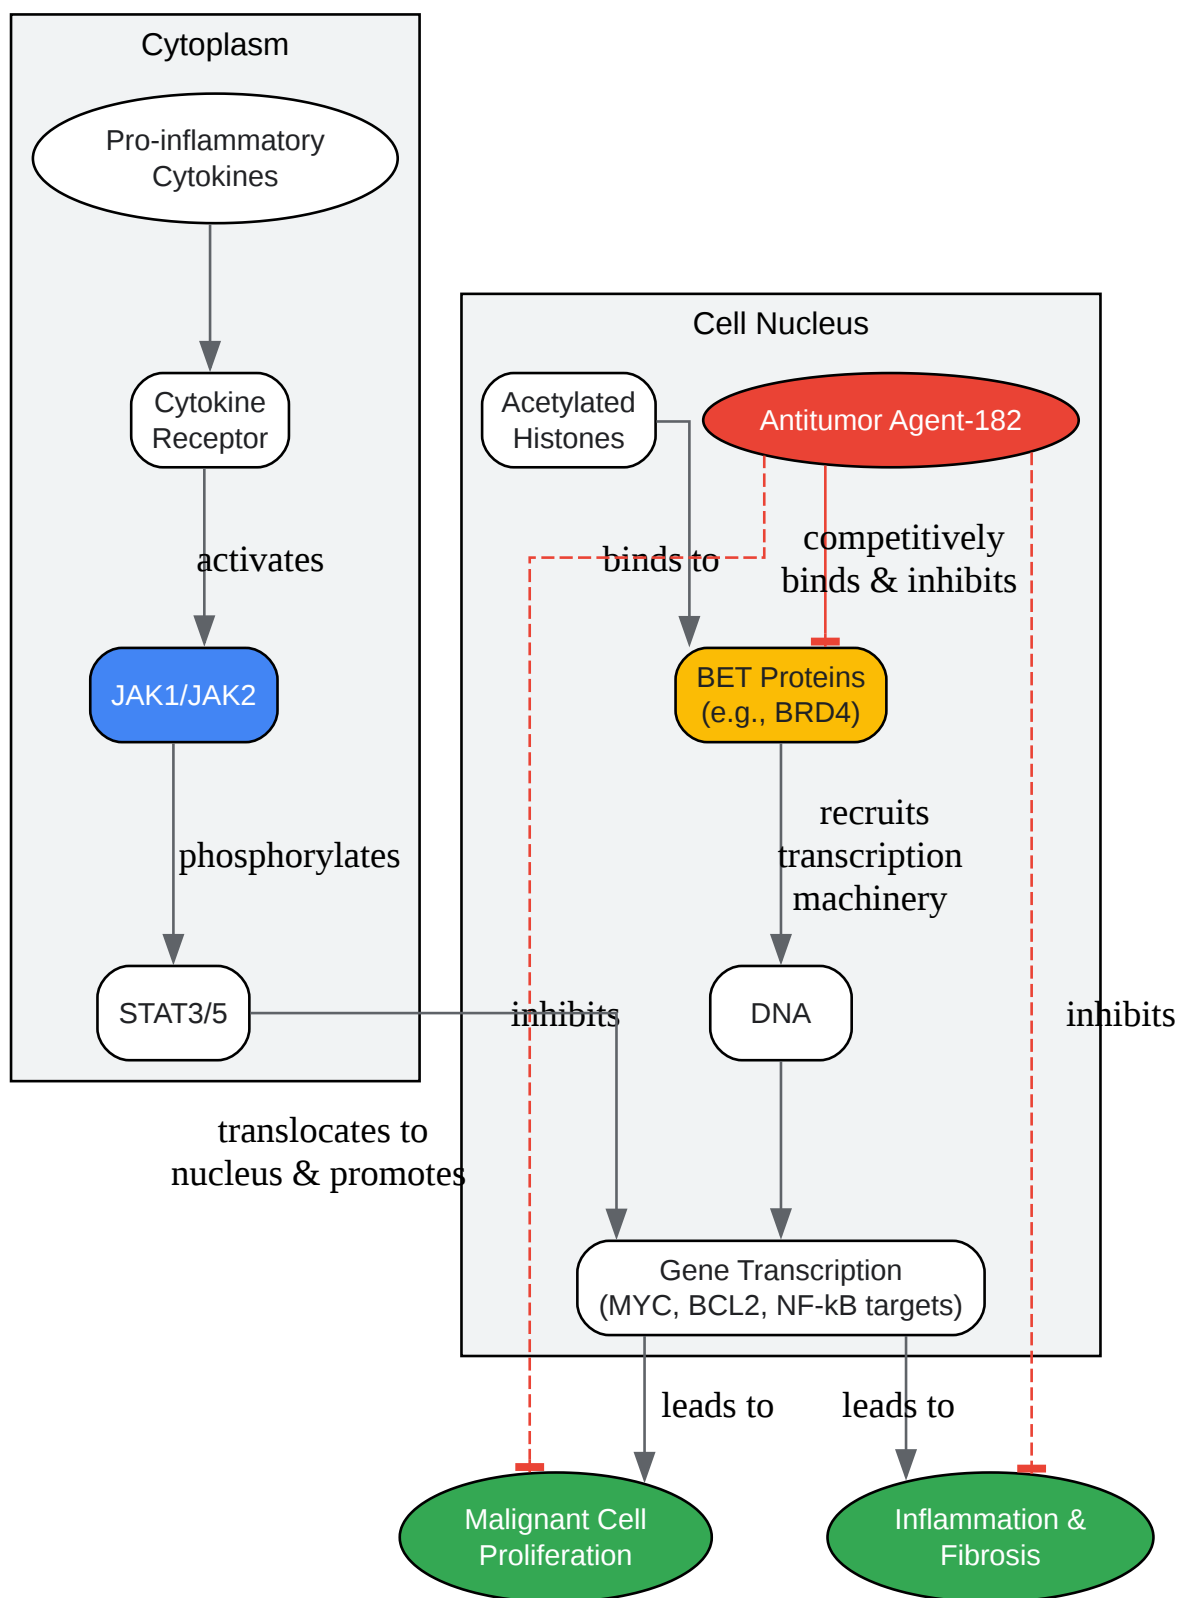 Cytoplasm
Pro-inflammatory
Cytokines
Cell Nucleus
Cytokine
Receptor
Acetylated
Histones
Antitumor Agent-182
activates
binds to
competitively
binds & inhibits
JAK1/JAK2
BET Proteins
(e.g., BRD4)
phosphorylates
recruits
transcription
machinery
STAT3/5
inhibits
DNA
inhibits
translocates to
nucleus & promotes
Gene Transcription
(MYC, BCL2, NF-kB targets)
leads to
leads to
Malignant Cell
Proliferation
Inflammation &
Fibrosis